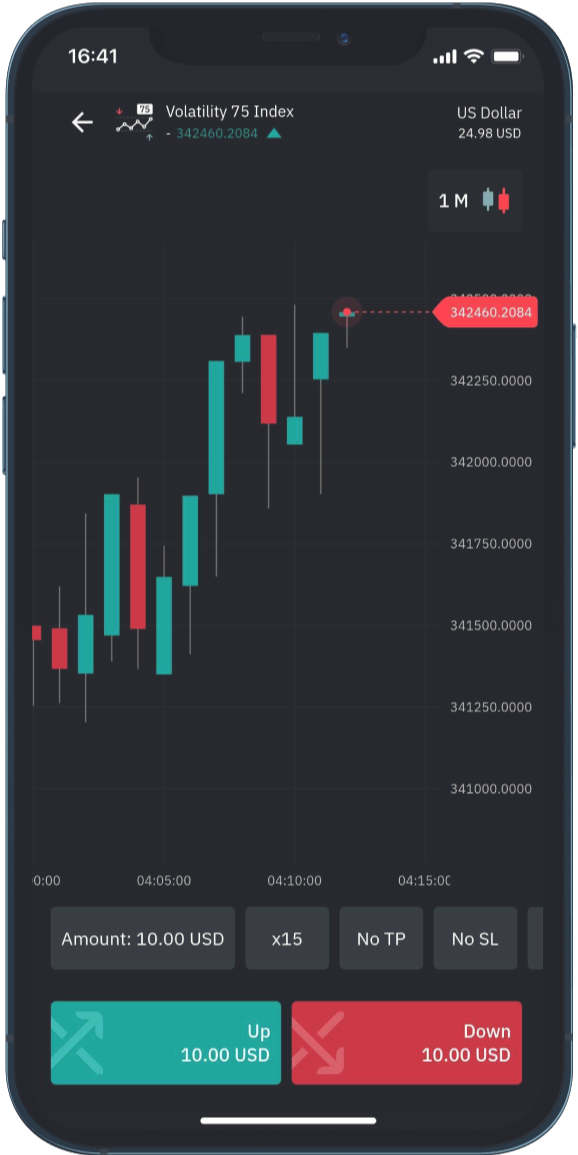 16:41
75
Volatility 75 Index
- 342460.2084
US Dollar
24.98 USD
1 M
342460.2084
342250.0000
342000.0000
341750.0000
341500.0000
341250.0000
341000.0000
0:00
04:05:00
04:10:00
04:15:00
Amount: 10.00 USD
x15
No TP
No SL
Up
10.00 USD
Down
10.00 USD